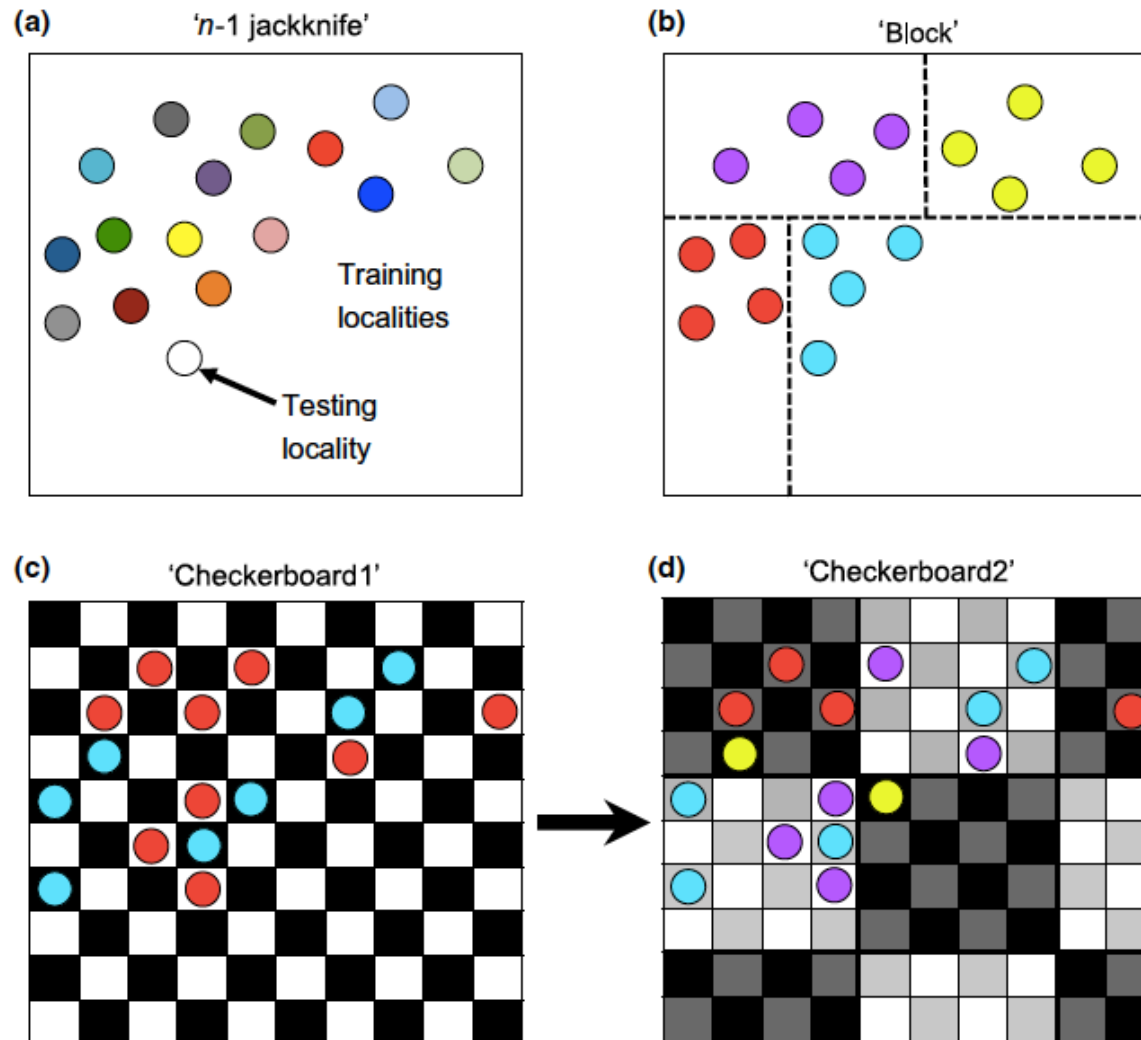 (a)
'n-1 jackknife'
Training
localities
Testing
locality
(b)
'Block'
(c)
'Checkerboard1'
(d)
'Checkerboard2'